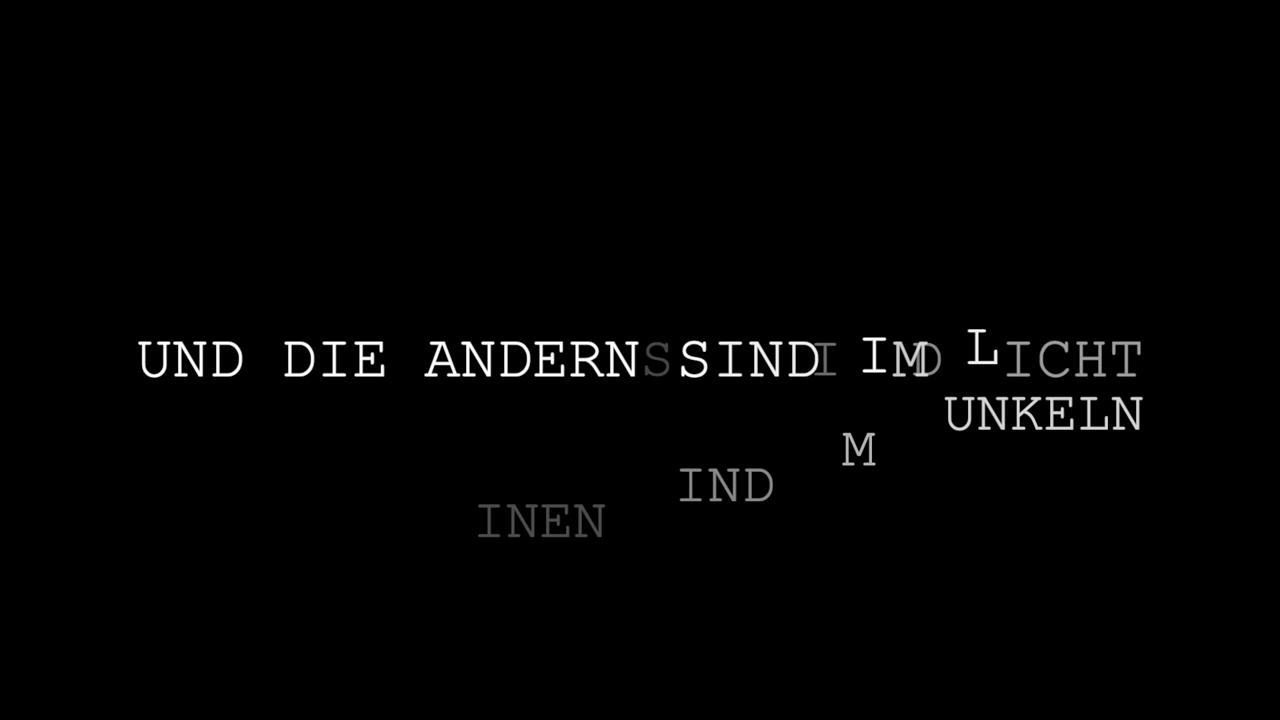 UND DIE ANDERN SIND IM LICHT
UNKELN
M
IND
INEN